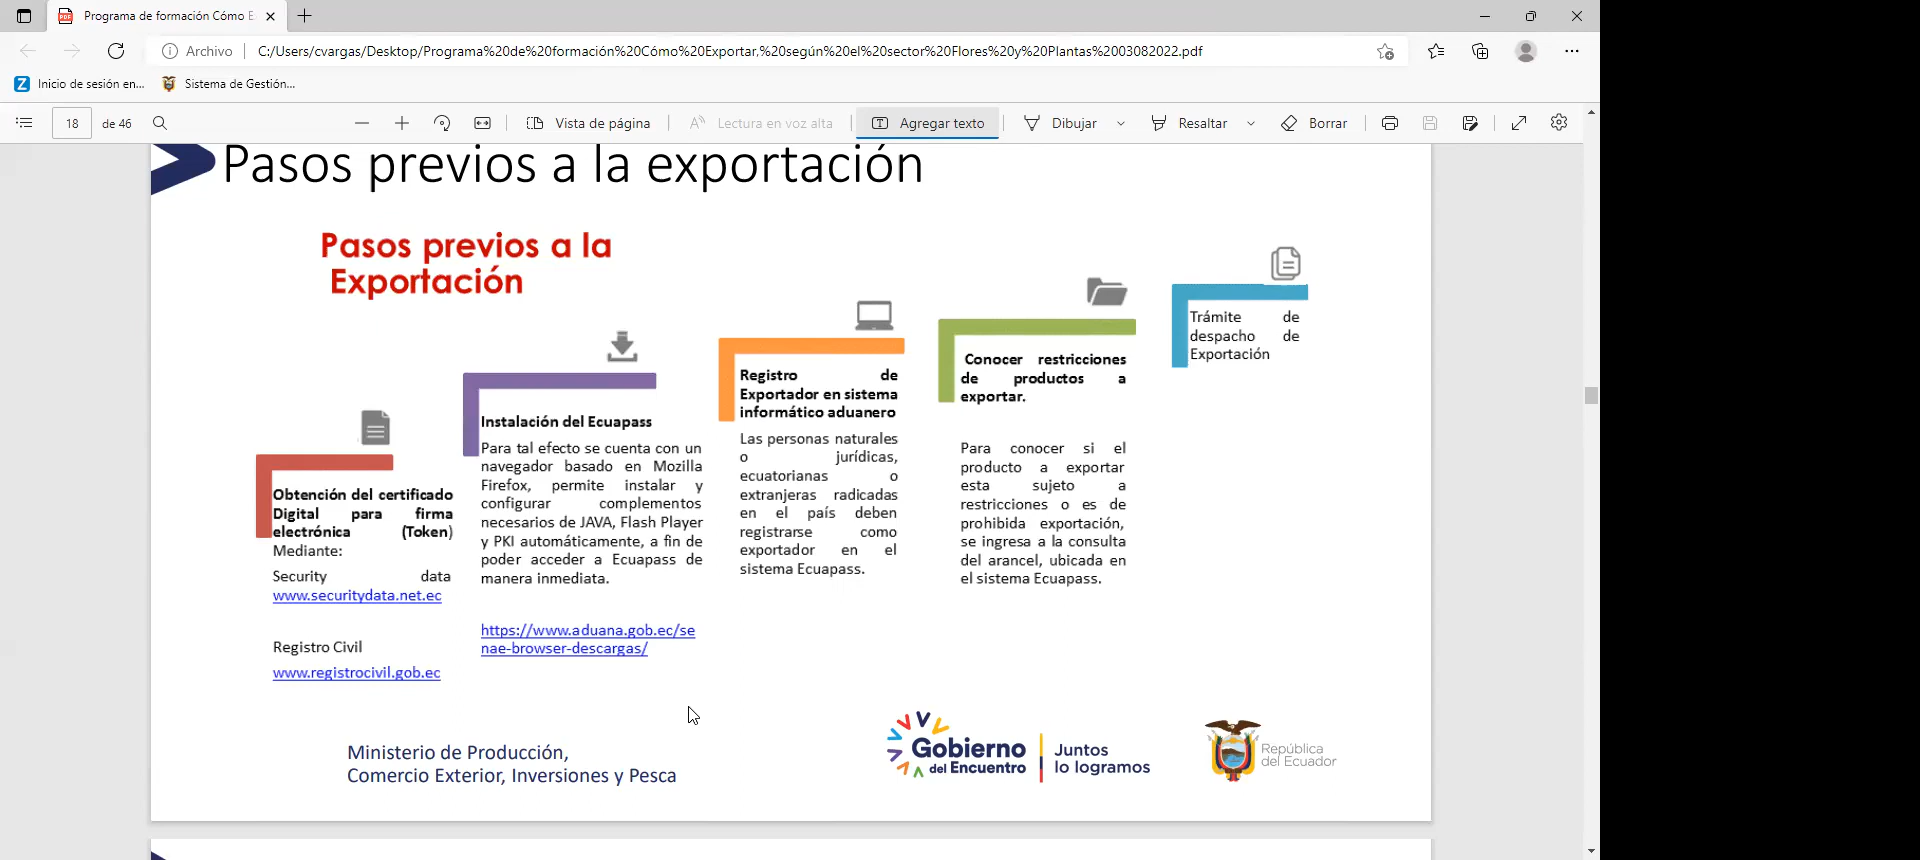 Programa de formación Cómo E
Archivo
C:/Users/cvargas/Desktop/Programa%20de%20formación%20Cómo%20Exportar,%20según%20el%20sector%20Flores%20y%20Plantas%2003082022.pdf
Inicio de sesión en...
Sistema de Gestión...
18 de 46
Vista de página
Lectura en voz alta
Agregar texto
Dibujar
Resaltar
Borrar
Pasos previos a la exportación
Pasos previos a la
Exportación
Obtención del certificado
Digital para firma
electrónica (Token)
Mediante:
Security data
www.securitydata.net.ec
Registro Civil
www.registrocivil.gob.ec
Instalación del Ecuapass
Para tal efecto se cuenta con un
navegador basado en Mozilla
Firefox, permite instalar y
configurar complementos
necesarios de JAVA, Flash Player
y PKI automáticamente, a fin de
poder acceder a Ecuapass de
manera inmediata.
https://www.aduana.gob.ec/se
nae-browser-descargas/
Registro de
Exportador en sistema
informático aduanero
Las personas naturales
o jurídicas,
ecuatorianas o
extranjeras radicadas
en el país deben
registrarse como
exportador en el
sistema Ecuapass.
Conocer restricciones
de productos a
exportar.
Para conocer si el
producto a exportar
esta sujeto a
restricciones o es de
prohibida exportación,
se ingresa a la consulta
del arancel, ubicada en
el sistema Ecuapass.
Trámite de
despacho de
Exportación
Ministerio de Producción,
Comercio Exterior, Inversiones y Pesca
Gobierno
del Encuentro
Juntos
lo logramos
República
del Ecuador